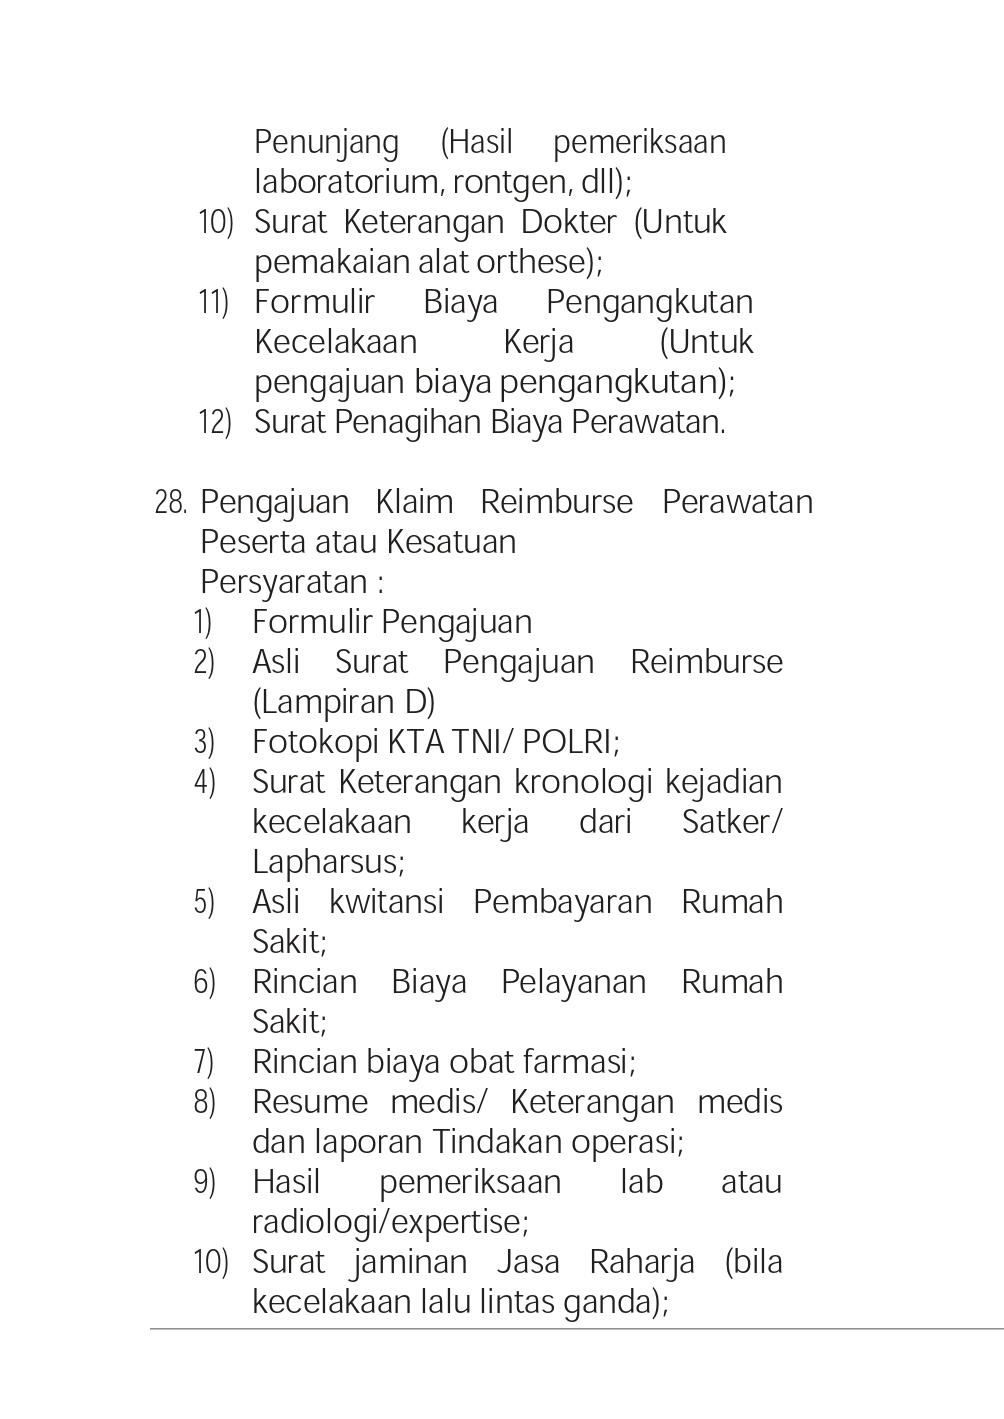 Penunjang (Hasil pemeriksaan
laboratorium, rontgen, dll);
10) Surat Keterangan Dokter (Untuk
pemakaian alat orthese);
11) Formulir Biaya Pengangkutan
Kecelakaan Kerja (Untuk
pengajuan biaya pengangkutan);
12) Surat Penagihan Biaya Perawatan.
28. Pengajuan Klaim Reimburse Perawatan
Peserta atau Kesatuan
Persyaratan :
1) Formulir Pengajuan
2) Asli Surat Pengajuan Reimburse
(Lampiran D)
3) Fotokopi KTA TNI/ POLRI;
4) Surat Keterangan kronologi kejadian
kecelakaan kerja dari Satker/
Lapharsus;
5) Asli kwitansi Pembayaran Rumah
Sakit;
6) Rincian Biaya Pelayanan Rumah
Sakit;
7) Rincian biaya obat farmasi;
8) Resume medis/ Keterangan medis
dan laporan Tindakan operasi;
9) Hasil pemeriksaan lab atau
radiologi/expertise;
10) Surat jaminan Jasa Raharja (bila
kecelakaan lalu lintas ganda);